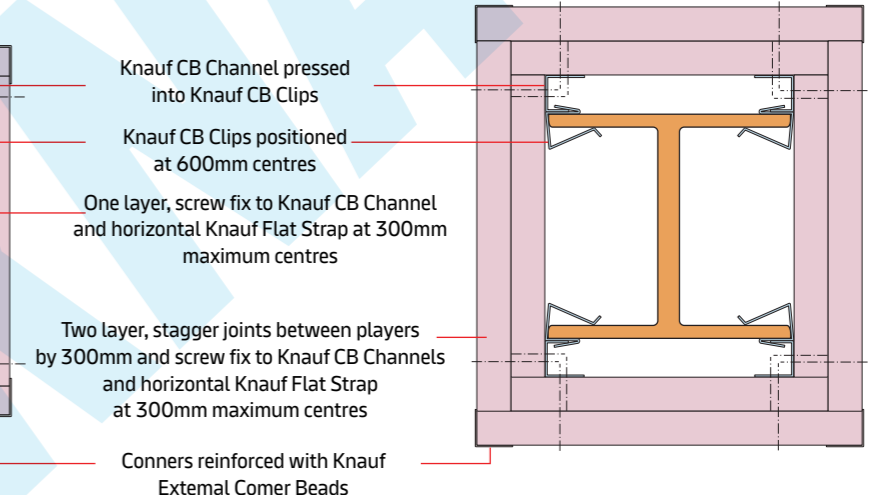 Knauf CB Channel pressed
into Knauf CB Clips
Knauf CB Clips positioned
at 600mm centres
One layer, screw fix to Knauf CB Channel
and horizontal Knauf Flat Strap at 300mm
maximum centres
Two layer, stagger joints between players
by 300mm and screw fix to Knauf CB Channels
and horizontal Knauf Flat Strap
at 300mm maximum centres
Conners reinforced with Knauf
Extemal Comer Beads